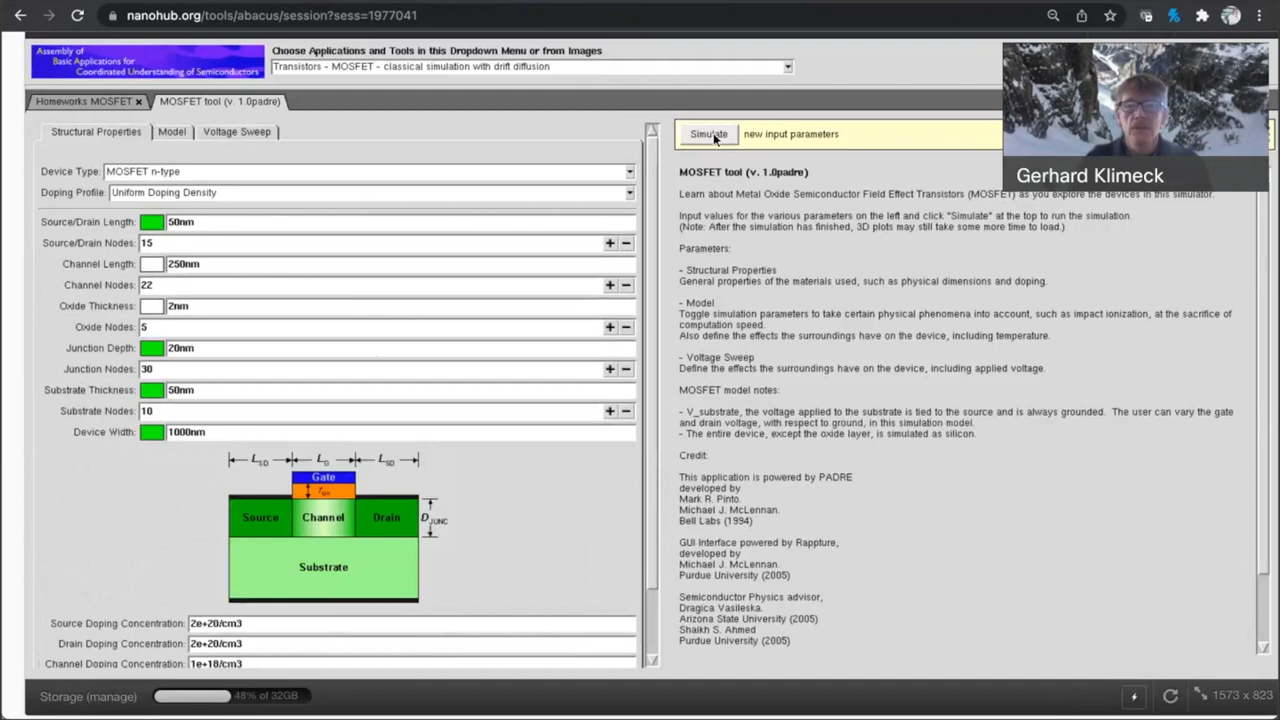 nanohub.org/tools/abacus/session?sess=1977041
Assembly of
Basic Applications for
Coordinated Understanding of Semiconductors
Choose Applications and Tools in this Dropdown Menu or from Images
Transistors - MOSFET - classical simulation with drift diffusion
Homeworks MOSFET ×
MOSFET tool (v. 1.0padre)
Structural Properties
Model
Voltage Sweep
Device Type: MOSFET n-type
Doping Profile: Uniform Doping Density
Source/Drain Length: 50nm
Source/Drain Nodes: 15
Channel Length: 250nm
Channel Nodes: 22
Oxide Thickness: 2nm
Oxide Nodes: 5
Junction Depth: 20nm
Junction Nodes: 30
Substrate Thickness: 50nm
Substrate Nodes: 10
Device Width: 1000nm
LSD LG LSD
Gate
TOX
Source Channel Drain DJUNC
Substrate
Source Doping Concentration: 2e+20/cm3
Drain Doping Concentration: 2e+20/cm3
Channel Doping Concentration: 1e+18/cm3
Simulate new input parameters
Gerhard Klimeck
MOSFET tool (v. 1.0padre)
Learn about Metal Oxide Semiconductor Field Effect Transistors (MOSFET) as you explore the devices in this simulator.
Input values for the various parameters on the left and click "Simulate" at the top to run the simulation.
(Note: After the simulation has finished, 3D plots may still take some more time to load.)
Parameters:
- Structural Properties
General properties of the materials used, such as physical dimensions and doping.
- Model
Toggle simulation parameters to take certain physical phenomena into account, such as impact ionization, at the sacrifice of
computation speed.
Also define the effects the surroundings have on the device, including temperature.
- Voltage Sweep
Define the effects the surroundings have on the device, including applied voltage.
MOSFET model notes:
- V_substrate, the voltage applied to the substrate is tied to the source and is always grounded. The user can vary the gate
and drain voltage, with respect to ground, in this simulation model.
- The entire device, except the oxide layer, is simulated as silicon.
Credit:
This application is powered by PADRE
developed by
Mark R. Pinto.
Michael J. McLennan.
Bell Labs (1994)
GUI Interface powered by Rappture,
developed by
Michael J. McLennan.
Purdue University (2005)
Semiconductor Physics advisor,
Dragica Vasileska.
Arizona State University (2005)
Shaikh S. Ahmed
Purdue University (2005)
Storage (manage) 48% of 32GB
1573 x 823